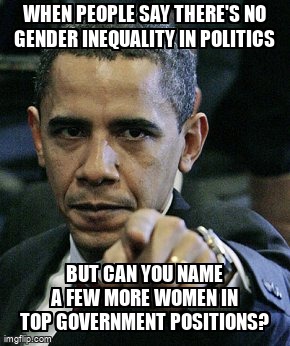 WHEN PEOPLE SAY THERE'S NO
GENDER INEQUALITY IN POLITICS
BUT CAN YOU NAME
A FEW MORE WOMEN IN
TOP GOVERNMENT POSITIONS?
imgflip.com